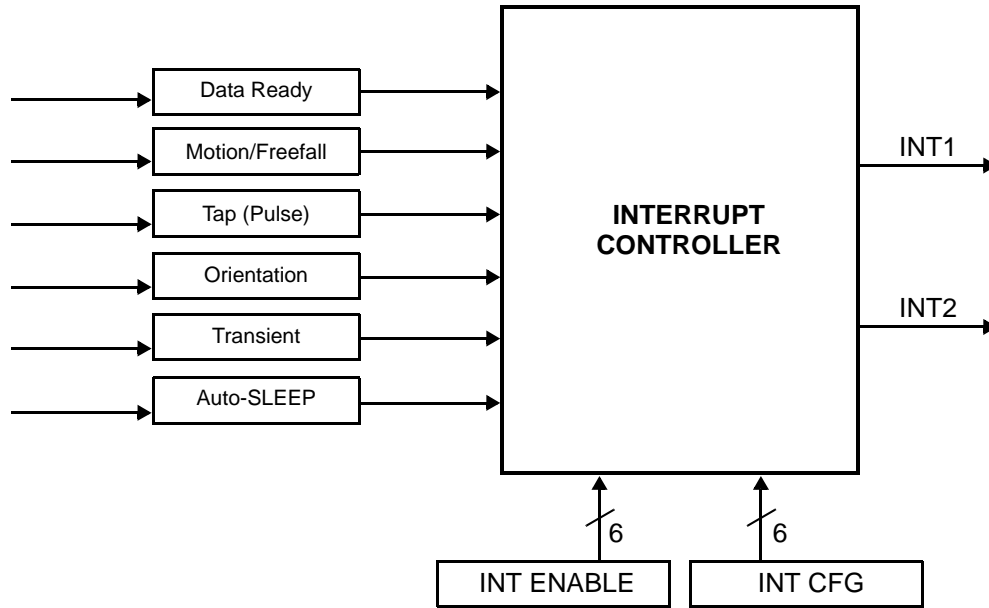 Data Ready
Motion/Freefall
Tap (Pulse)
Orientation
Transient
Auto-SLEEP
INTERRUPT
CONTROLLER
INT1
INT2
6
6
INT ENABLE
INT CFG